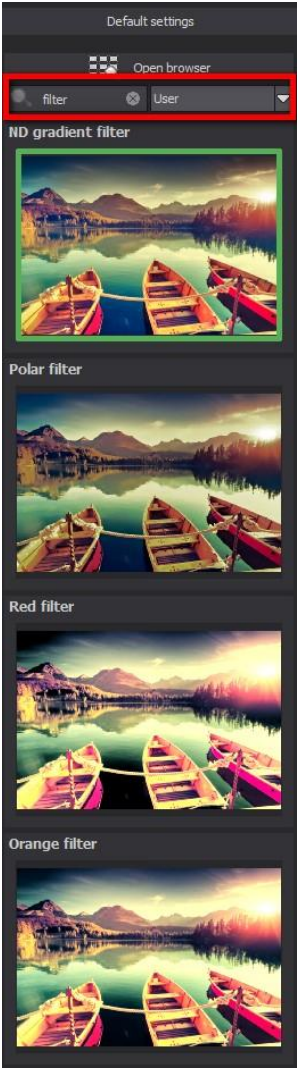 Default settings
Open browser
filter User
ND gradient filter
Polar filter
Red filter
Orange filter